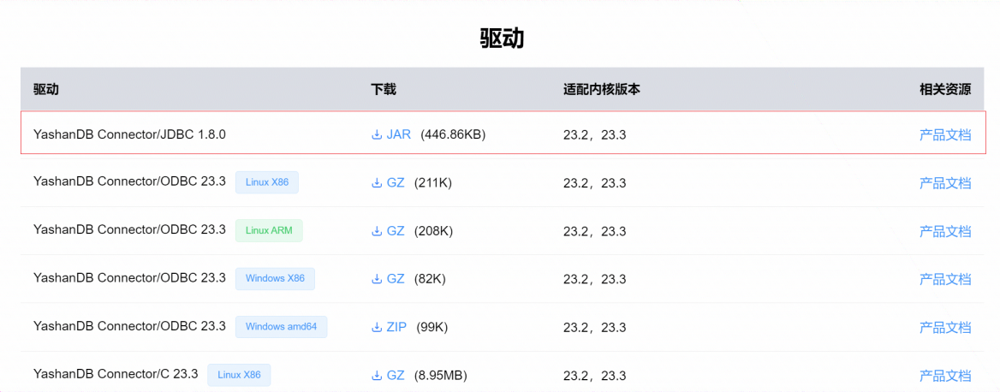 驱动
驱动 下载 适配内核版本 相关资源
YashanDB Connector/JDBC 1.8.0 JAR (446.86KB) 23.2，23.3 产品文档
YashanDB Connector/ODBC 23.3 Linux X86 GZ (211K) 23.2，23.3 产品文档
YashanDB Connector/ODBC 23.3 Linux ARM GZ (208K) 23.2，23.3 产品文档
YashanDB Connector/ODBC 23.3 Windows X86 GZ (82K) 23.2，23.3 产品文档
YashanDB Connector/ODBC 23.3 Windows amd64 ZIP (99K) 23.2，23.3 产品文档
YashanDB Connector/C 23.3 Linux X86 GZ (8.95MB) 23.2，23.3 产品文档